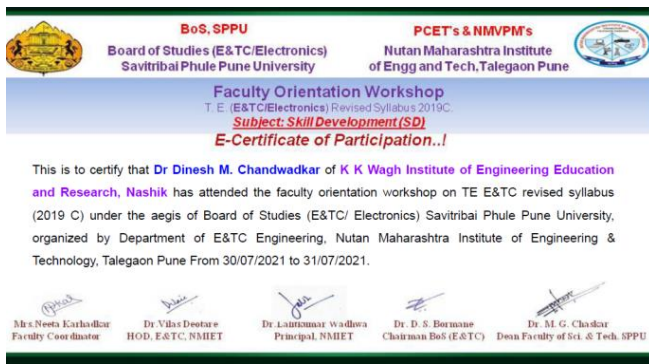 BoS, SPPU
Board of Studies (E&TC/Electronics)
Savitribai Phule Pune University
PCET's & NMVPM's
Nutan Maharashtra Institute
of Engg and Tech,Talegaon Pune
Faculty Orientation Workshop
T. E. (E&TC/Electronics) Revised Syllabus 2019C.
Subject: Skill Development(SD)
E-Certificate of Participation..!
This is to certify that Dr Dinesh M. Chandwadkar of K K Wagh Institute of Engineering Education
and Research, Nashik has attended the faculty orientation workshop on TE E&TC revised syllabus
(2019 C) under the aegis of Board of Studies (E&TC/ Electronics) Savitribai Phule Pune University,
organized by Department of E&TC Engineering, Nutan Maharashtra Institute of Engineering &
Technology, Talegaon Pune From 30/07/2021 to 31/07/2021.
Mrs.Neeta Karhadkar
Faculty Coordinator
Dr.Vilas Deotare
HOD, E&TC, NMIET
Dr.Lalitkumar Wadhwa
Principal, NMIET
Dr. D. S. Bormane
Chairman BoS (E&TC)
Dr. M. G. Chaskar
Dean Faculty of Sci. & Tech. SPPU